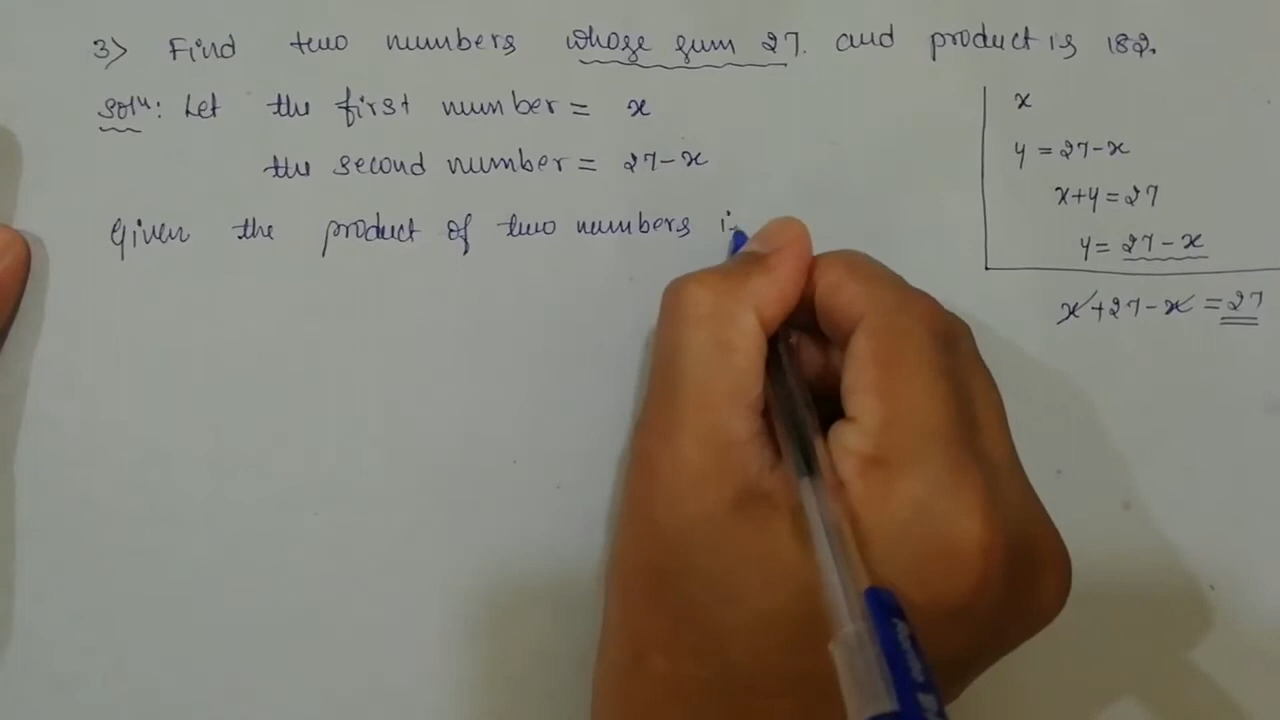 3) Find two numbers whose sum 27. and product is 182.
Solⁿ: Let the first number = x
the second number = 27-x
Given the product of two numbers i
x
y = 27-x
x+y = 27
y = 27-x
x+27-x = 27